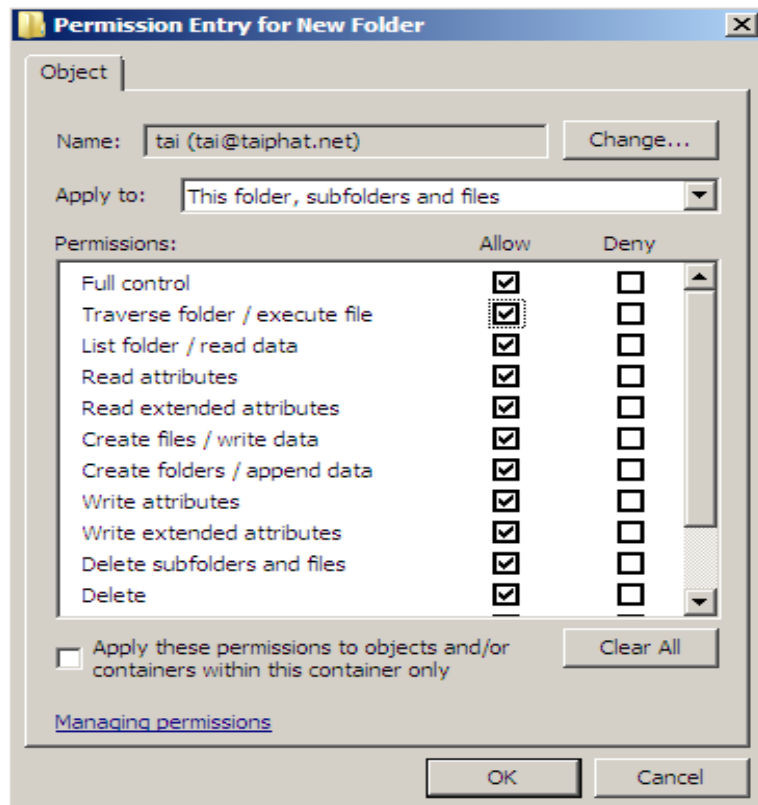 Permission Entry for New Folder
Object
Name: tai (tai@taiphat.net) Change...
Apply to: This folder, subfolders and files
Permissions: Allow Deny
Full control
Traverse folder / execute file
List folder / read data
Read attributes
Read extended attributes
Create files / write data
Create folders / append data
Write attributes
Write extended attributes
Delete subfolders and files
Delete
Apply these permissions to objects and/or
containers within this container only
Clear All
Managing permissions
OK Cancel